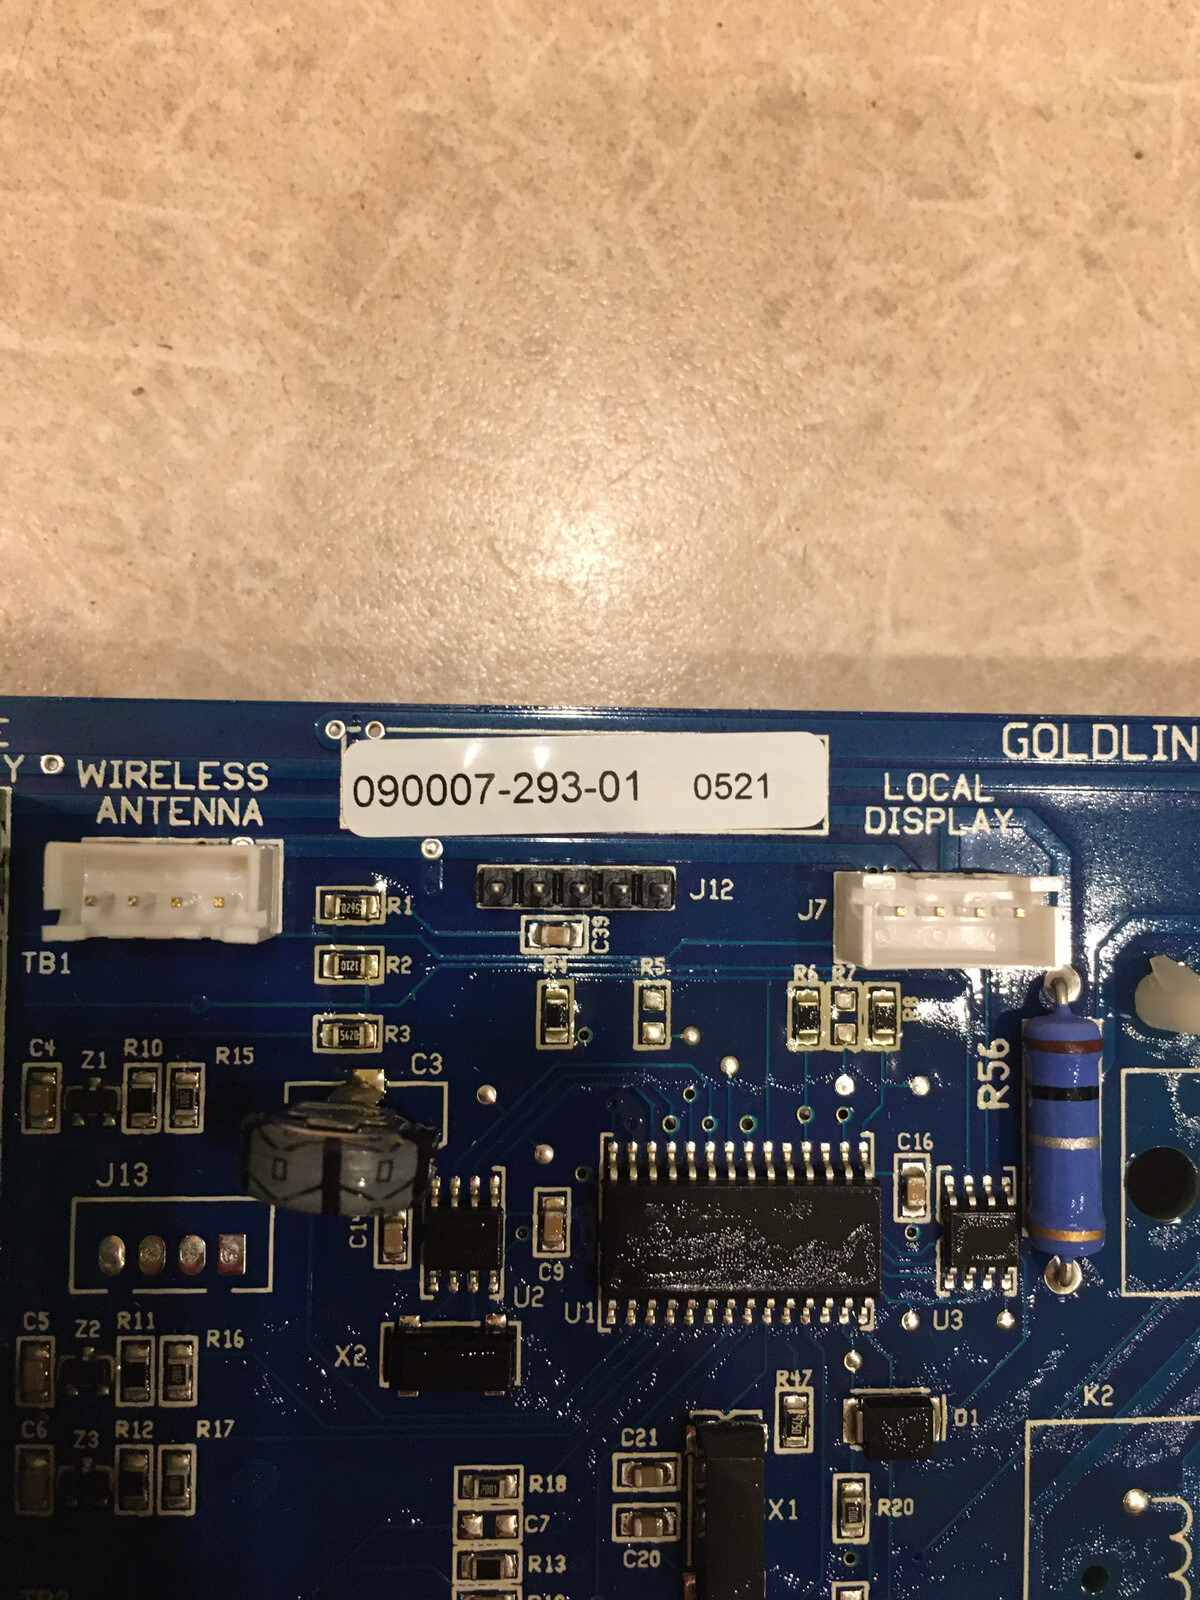 GOLDLIN
Y
WIRELESS
ANTENNA
090007-293-01 0521
LOCAL
DISPLAY
J12
J7
R1
C39
TB1
R2
R4
R5
R6
R7
R8
R3
C4
Z1
R10
R15
C3
R56
C16
J13
C14
C9
U2
U1
U3
C5
Z2
R11
R16
X2
R47
K2
D1
C6
Z3
R12
R17
C21
R18
2001
X1
R20
C7
C20
R13